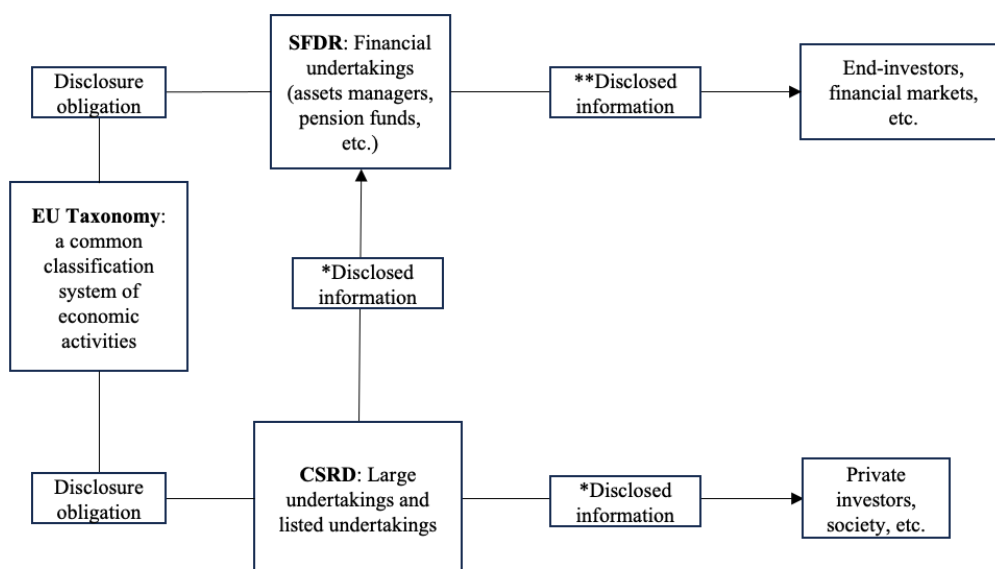 SFDR: Financial
undertakings
(assets managers,
pension funds,
etc.)
Disclosure
obligation
**Disclosed
information
End-investors,
financial markets,
etc.
EU Taxonomy:
a common
classification
system of
economic
activities
*Disclosed
information
Disclosure
obligation
CSRD: Large
undertakings and
listed undertakings
*Disclosed
information
Private
investors,
society, etc.